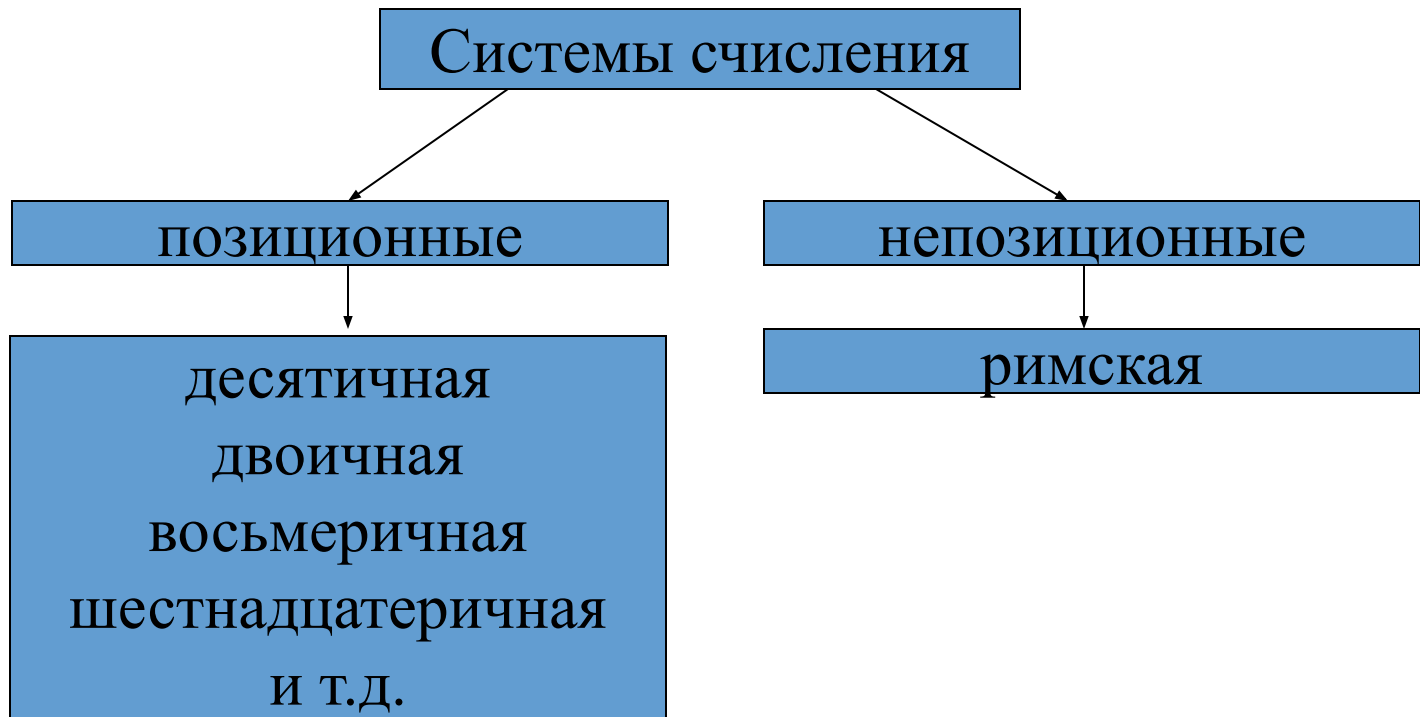 Системы счисления
позиционные
непозиционные
десятичная
двоичная
восьмеричная
шестнадцатеричная
и т.д.
римская